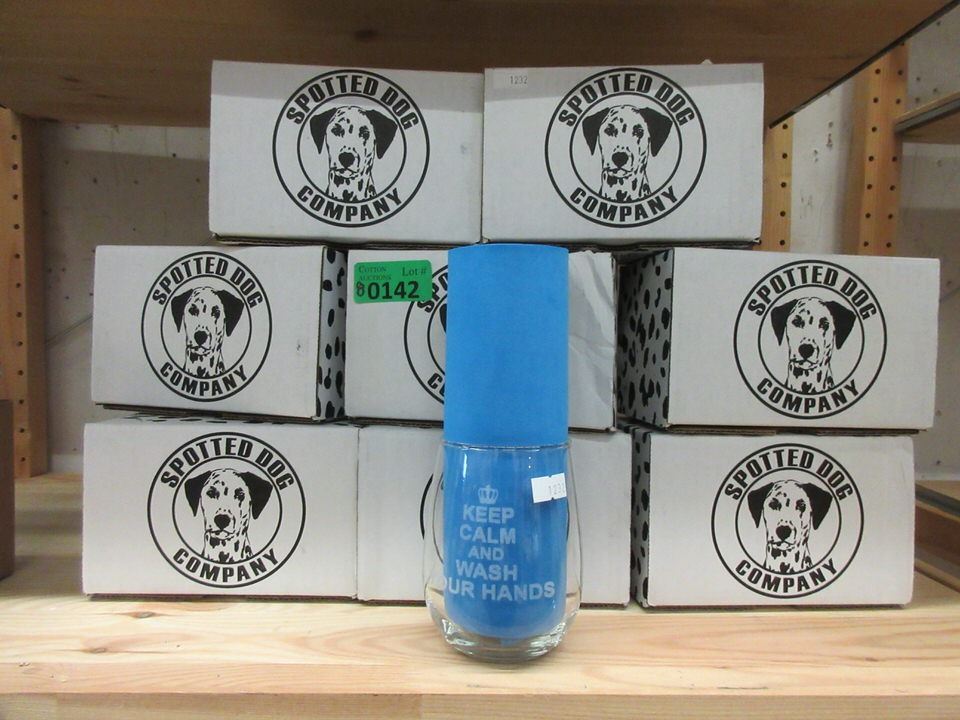 SPOTTED DOG
COMPANY
1232
SPOTTED DOG
COMPANY
SPOTTED DOG
COMPANY
COTTON
AUCTIONS
Lot #
0142
SPOTTED DOG
COMPANY
SPOTTED DOG
COMPANY
KEEP
CALM
AND
WASH
OUR HANDS
SPOTTED DOG
COMPANY